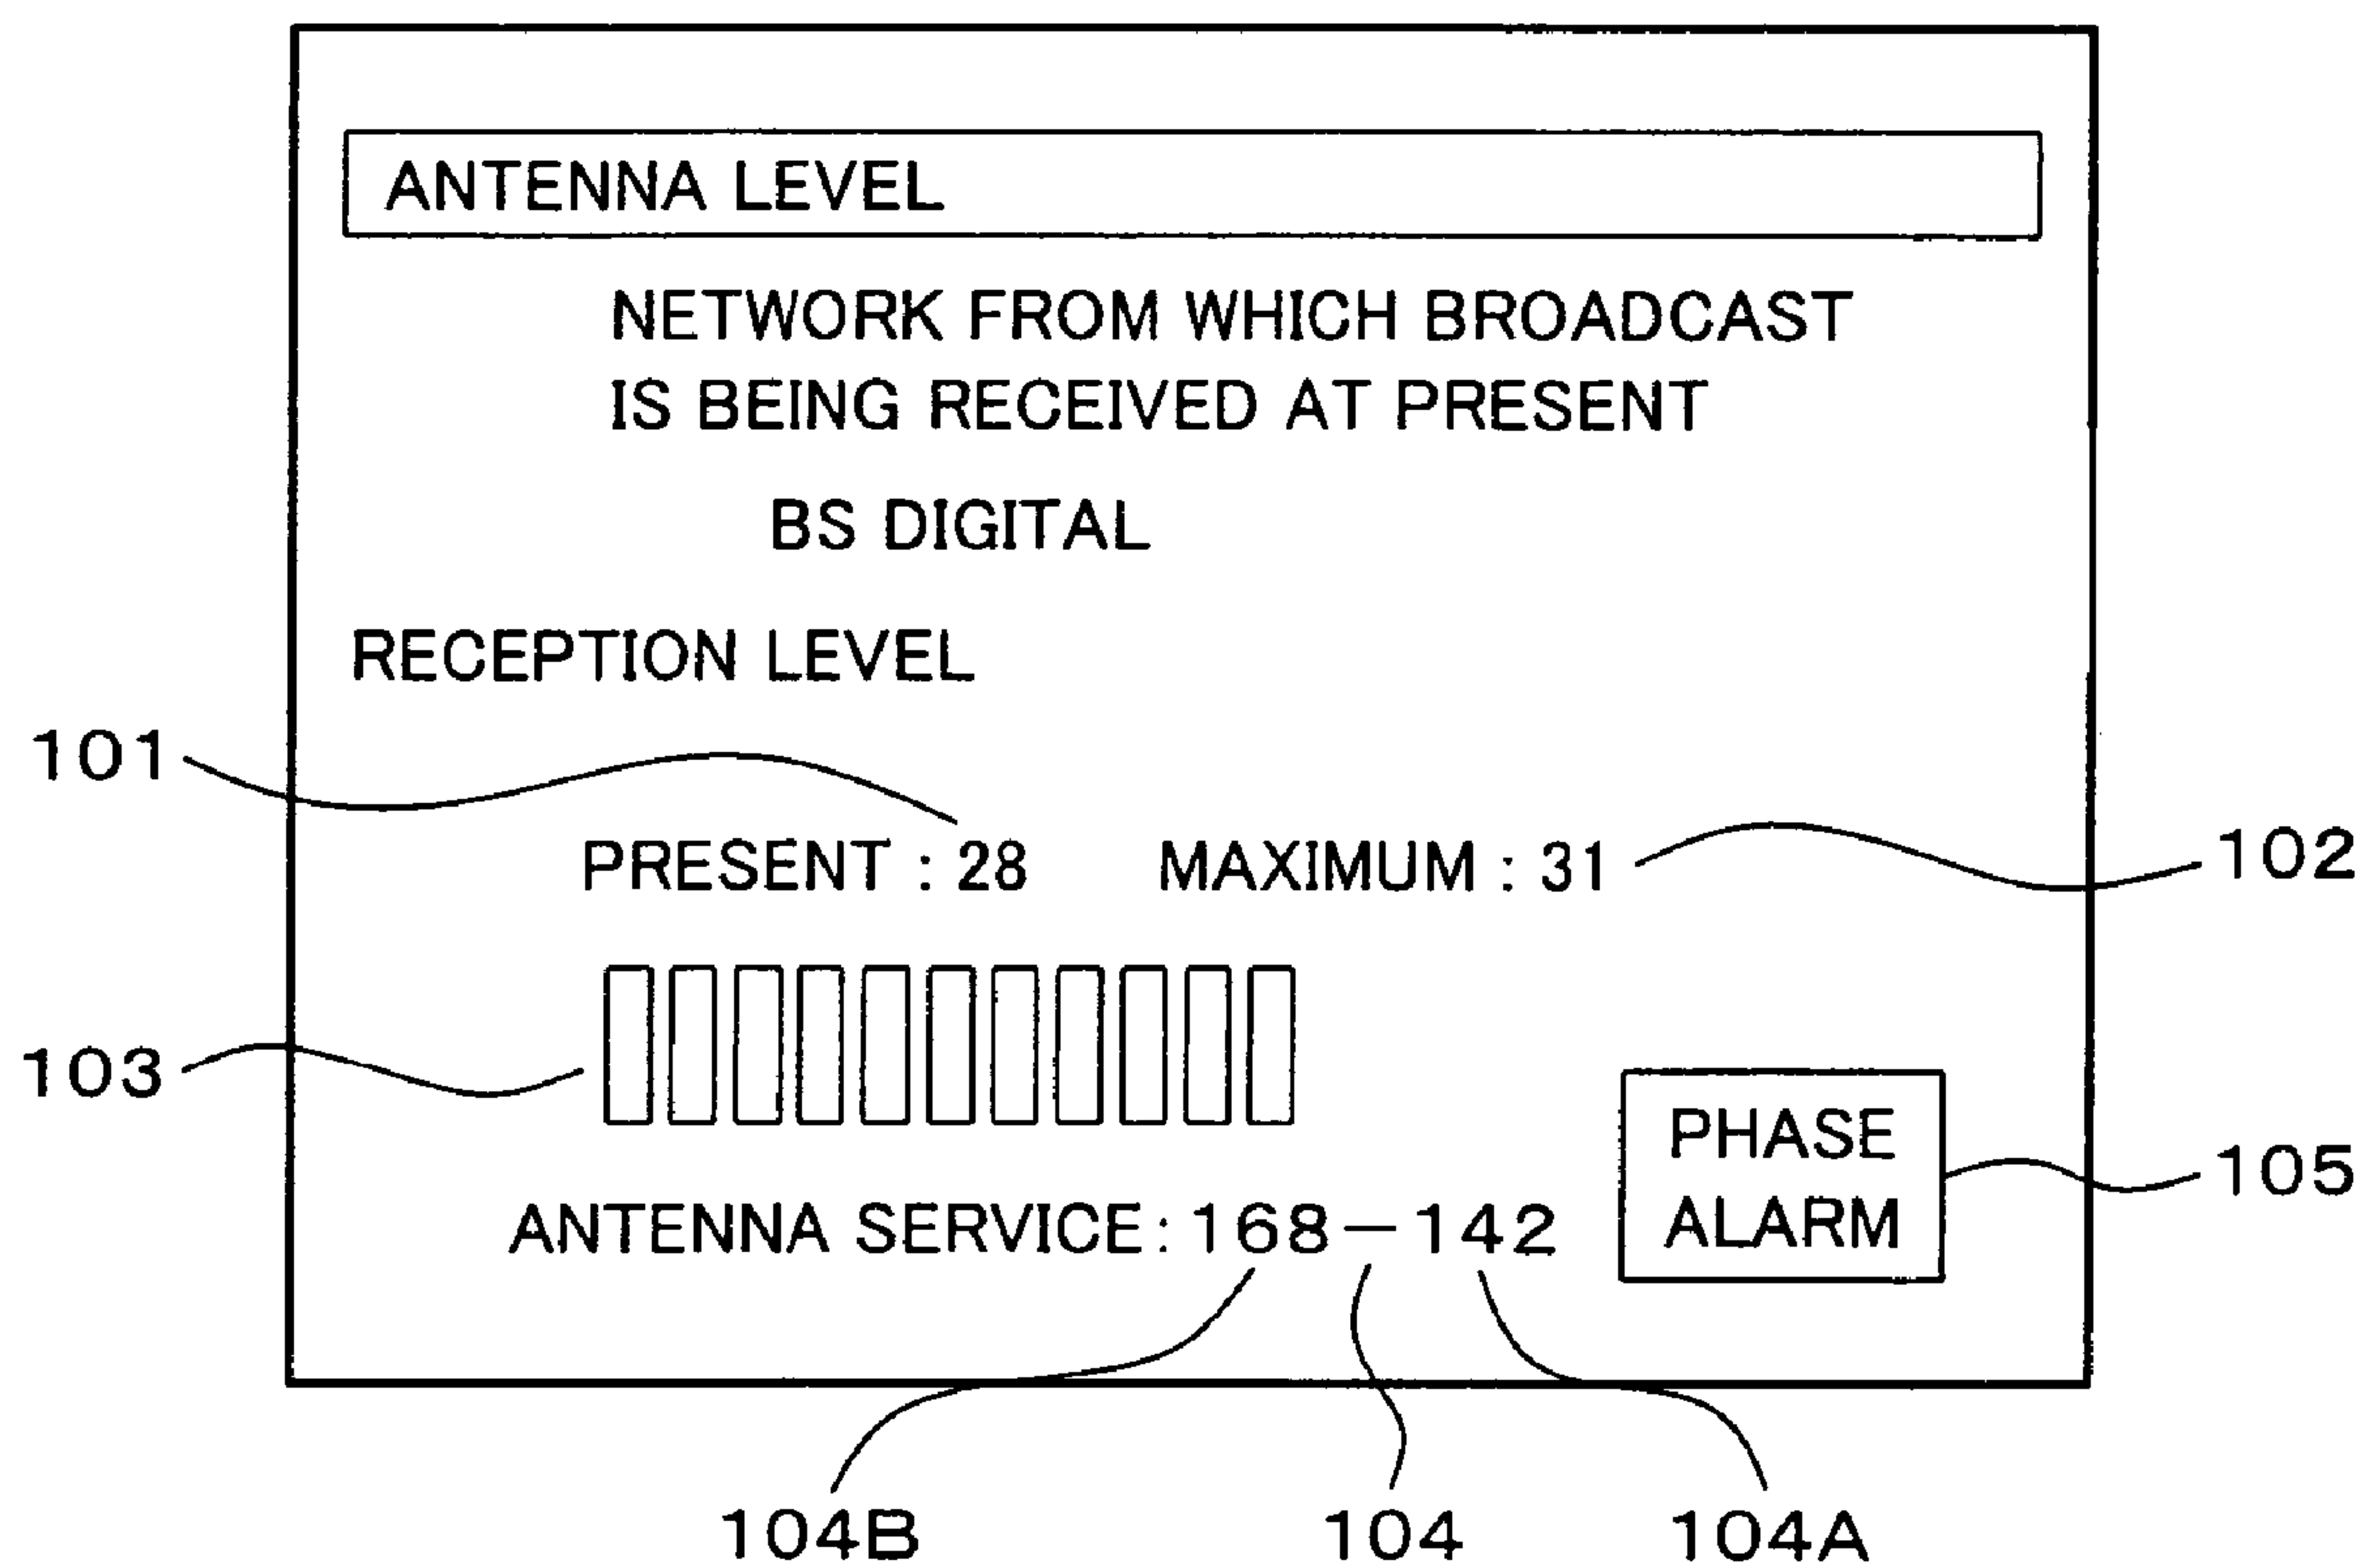 ANTENNA LEVEL
NETWORK FROM WHICH BROADCAST
IS BEING RECEIVED AT PRESENT
BS DIGITAL
RECEPTION LEVEL
101
PRESENT : 28 MAXIMUM : 31
102
103
PHASE
ALARM
105
ANTENNA SERVICE : 168 — 142
104B 104 104A